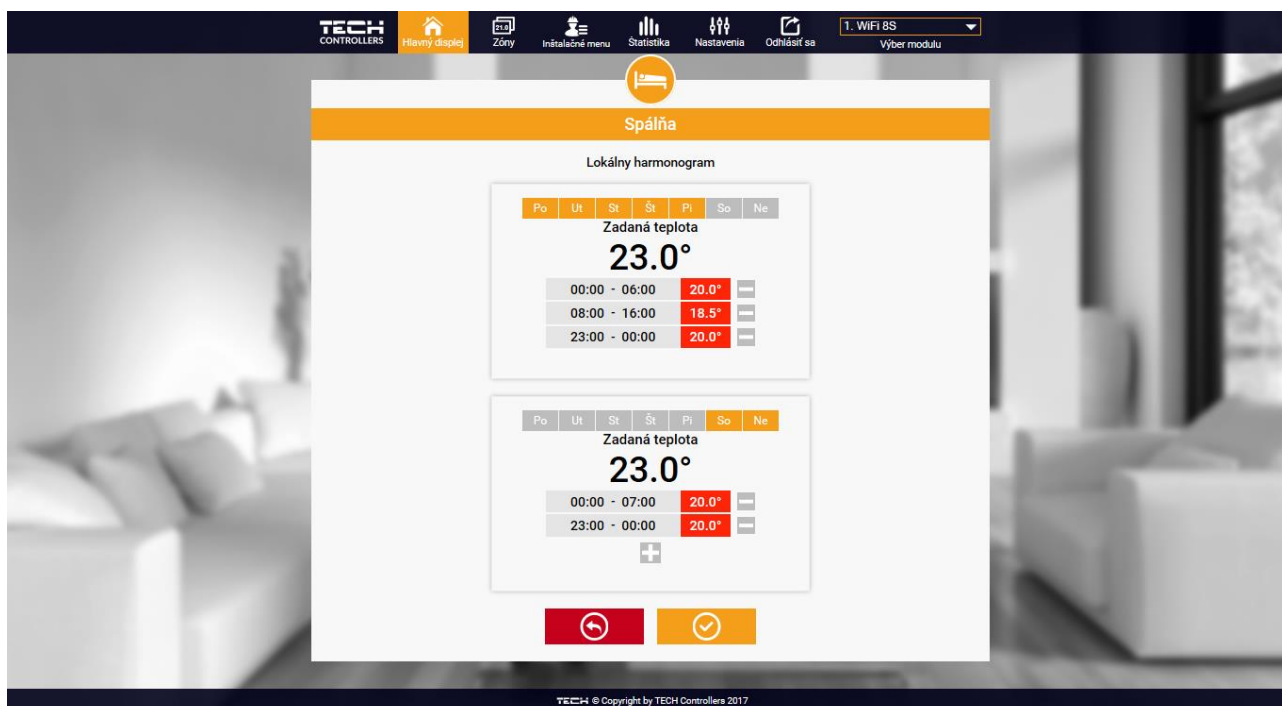 TECH
CONTROLLERS
Hlavný displej
21.0
Zóny
Inštalačné menu
Štatistika
Nastavenia
Odhlásiť sa
1. WiFi 8S
Výber modulu
Spálňa
Lokálny harmonogram
Po Ut St Št Pi So Ne
Zadaná teplota
23.0°
00:00 - 06:00 20.0°
08:00 - 16:00 18.5°
23:00 - 00:00 20.0°
Po Ut St Št Pi So Ne
Zadaná teplota
23.0°
00:00 - 07:00 20.0°
23:00 - 00:00 20.0°
TECH © Copyright by TECH Controllers 2017